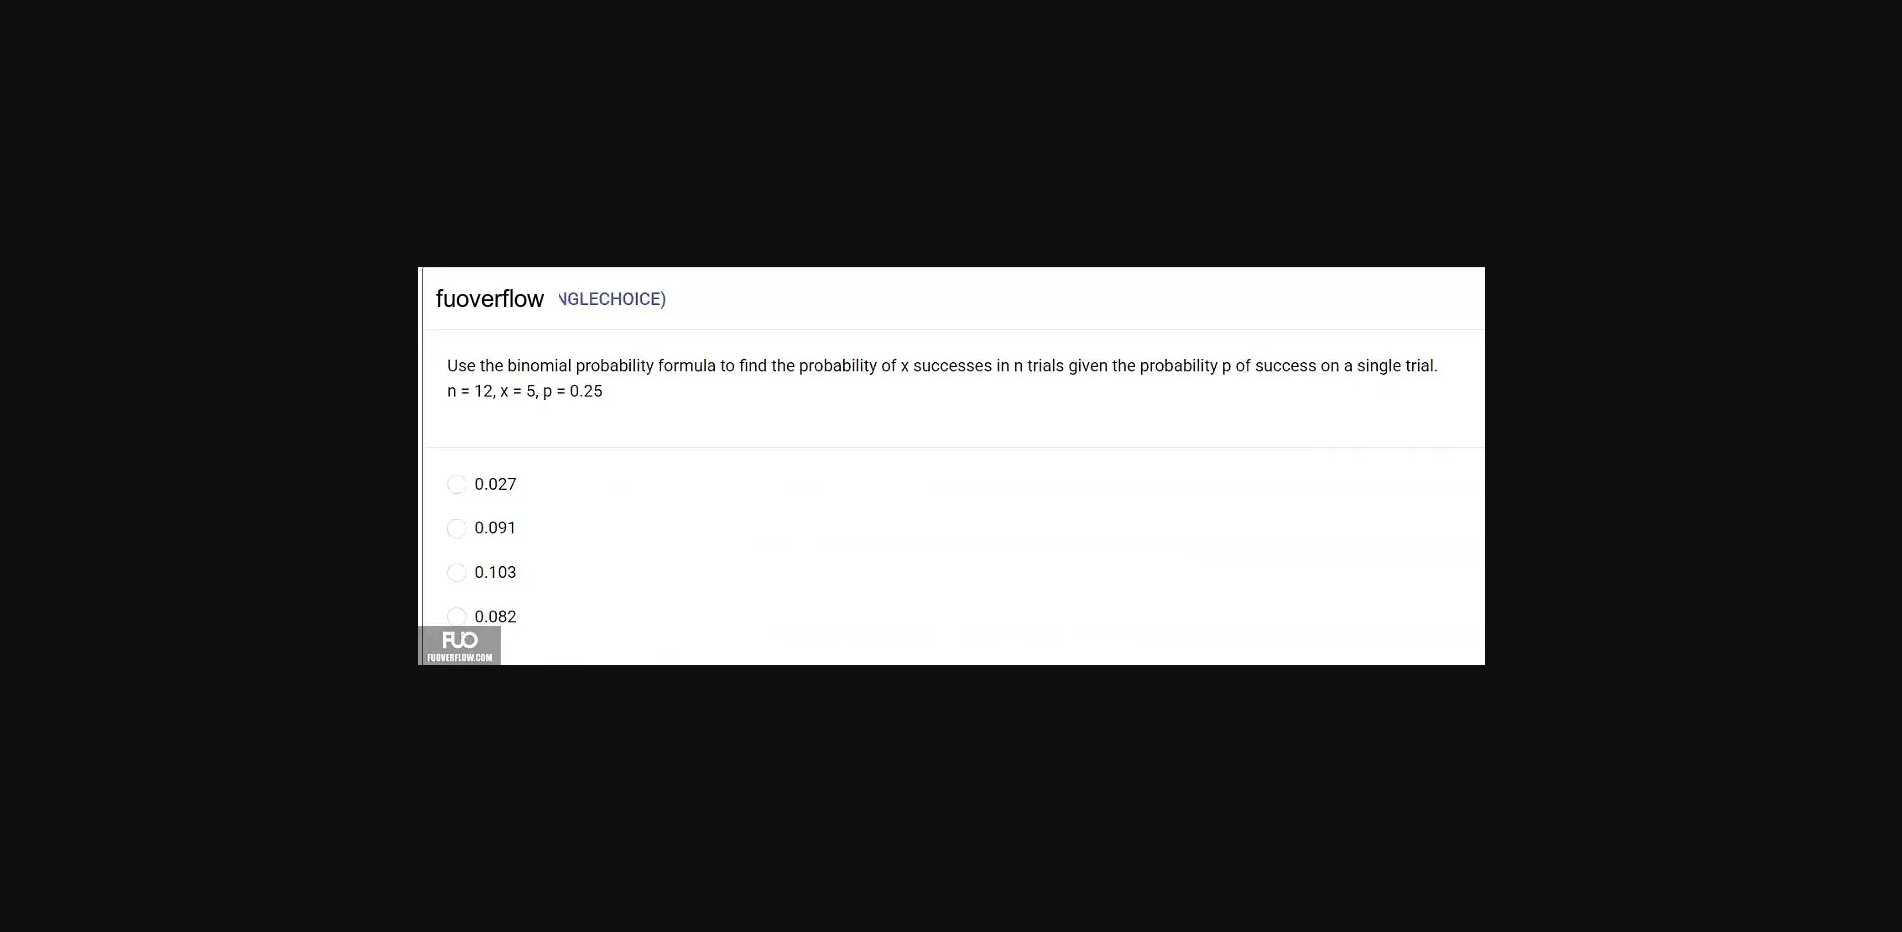 fuoverflow NGLECHOICE)
Use the binomial probability formula to find the probability of x successes in n trials given the probability p of success on a single trial.
n = 12, x = 5, p = 0.25
0.027
0.091
0.103
0.082
FUO
FUOVERFLOW.COM